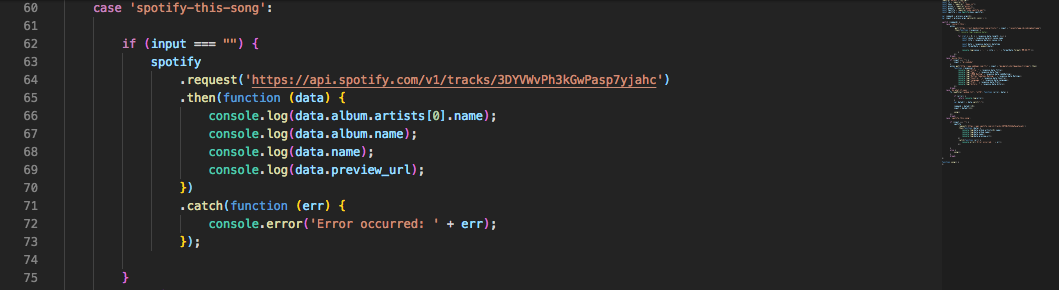 60 case 'spotify-this-song':
61
62 if (input === "") {
63 spotify
64 .request('https://api.spotify.com/v1/tracks/3DYVWvPh3kGwPasp7yjahc')
65 .then(function (data) {
66 console.log(data.album.artists[0].name);
67 console.log(data.album.name);
68 console.log(data.name);
69 console.log(data.preview_url);
70 })
71 .catch(function (err) {
72 console.error('Error occurred: ' + err);
73 });
74
75 }